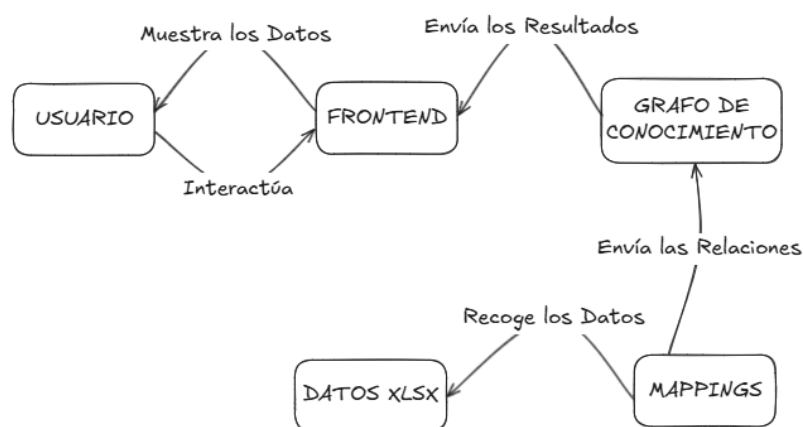 Muestra los Datos
Envía los Resultados
USUARIO
FRONTEND
GRAFO DE
CONOCIMIENTO
Interactúa
Envía las Relaciones
Recoge los Datos
DATOS XLSX
MAPPINGS